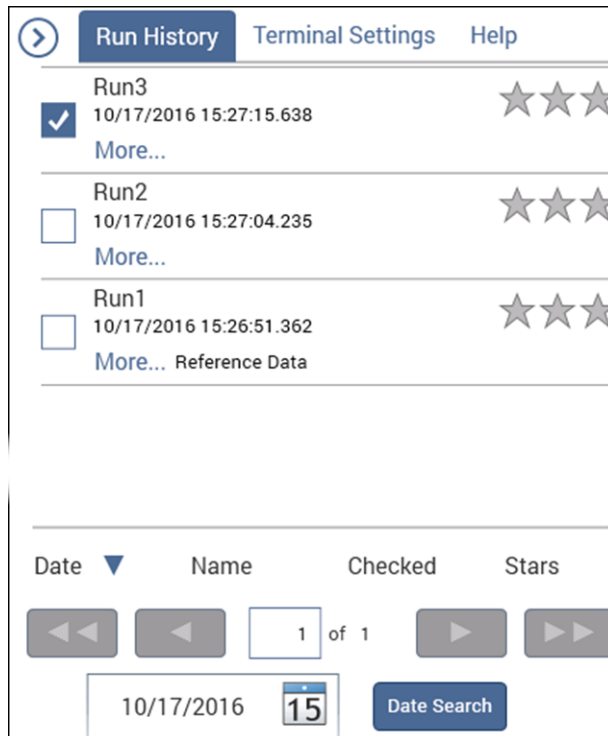 Run History Terminal Settings Help
Run3
10/17/2016 15:27:15.638
More...
Run2
10/17/2016 15:27:04.235
More...
Run1
10/17/2016 15:26:51.362
More... Reference Data
Date Name Checked Stars
1 of 1
10/17/2016 15 Date Search